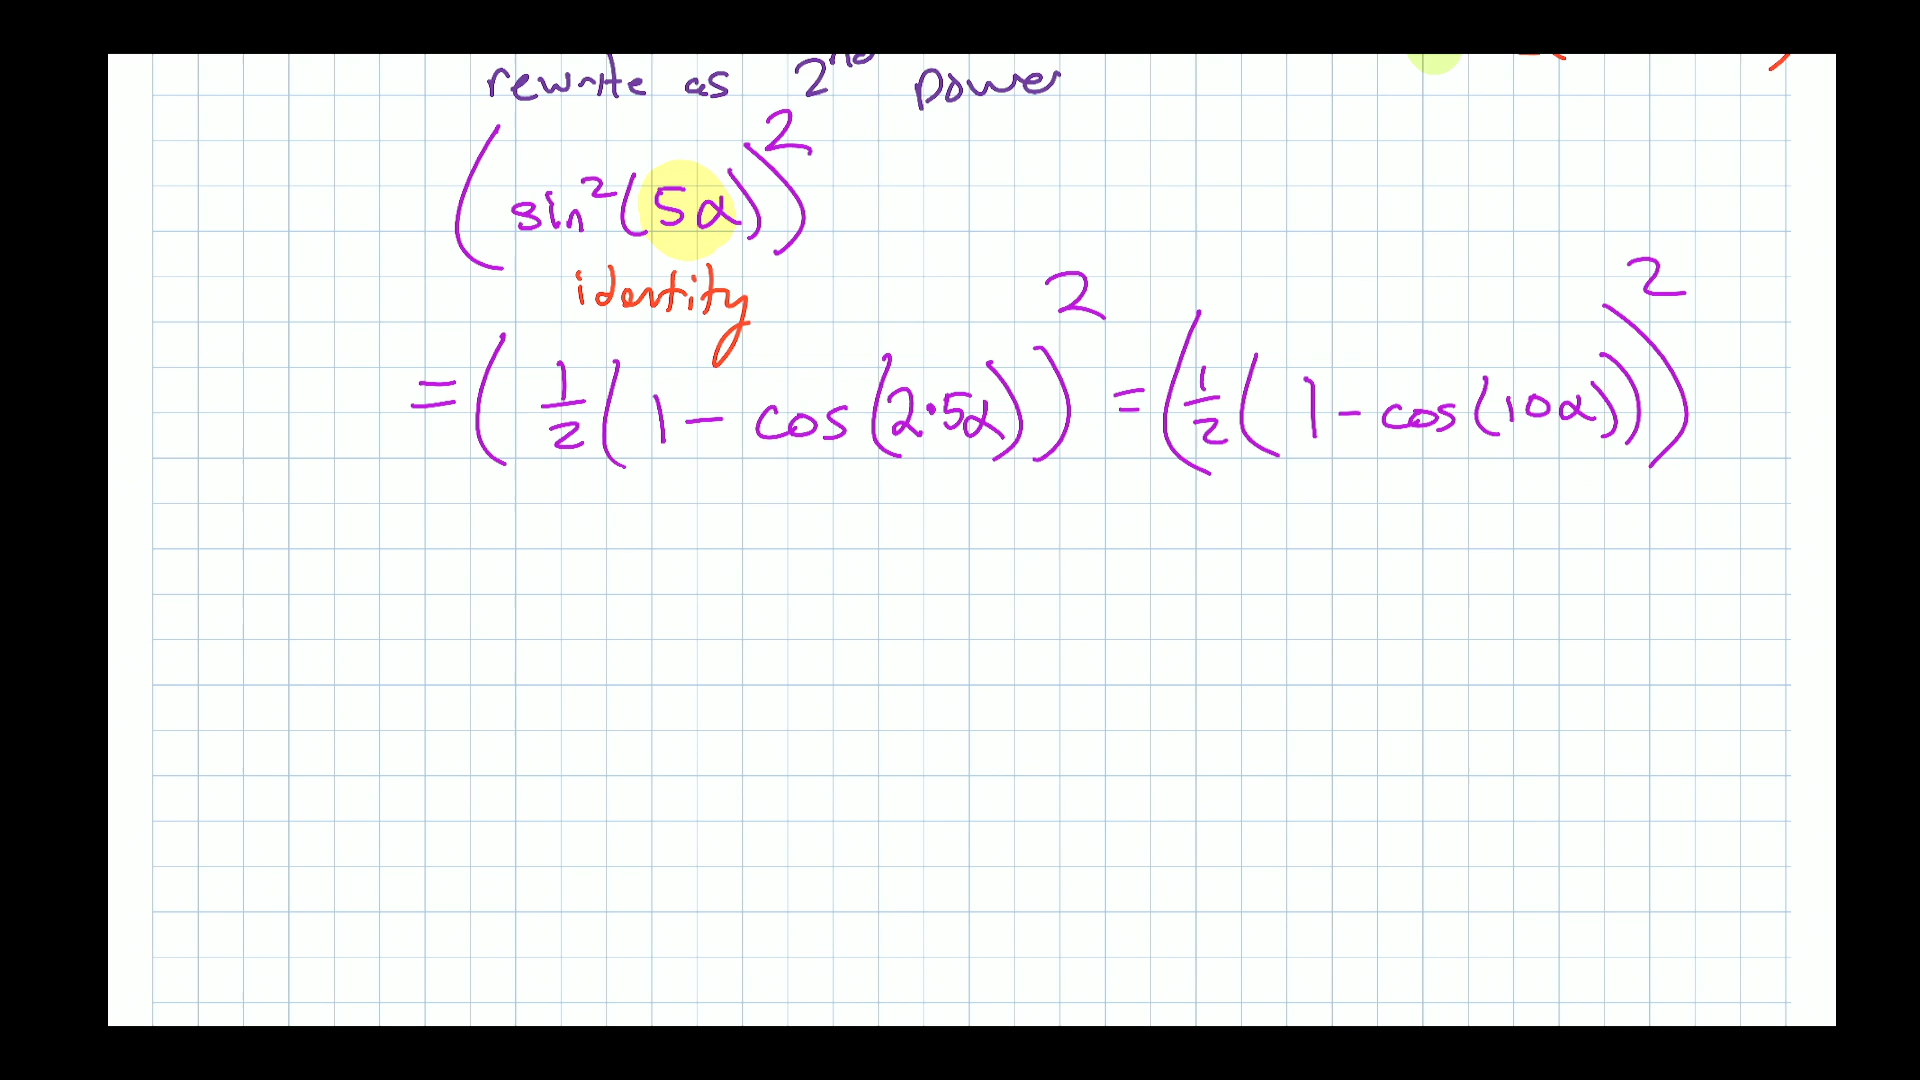 rewrite as 2nd power
(sin²(5α))²
identity
= (1/2(1 - cos(2·5α))² = (1/2(1 - cos(10α)))²